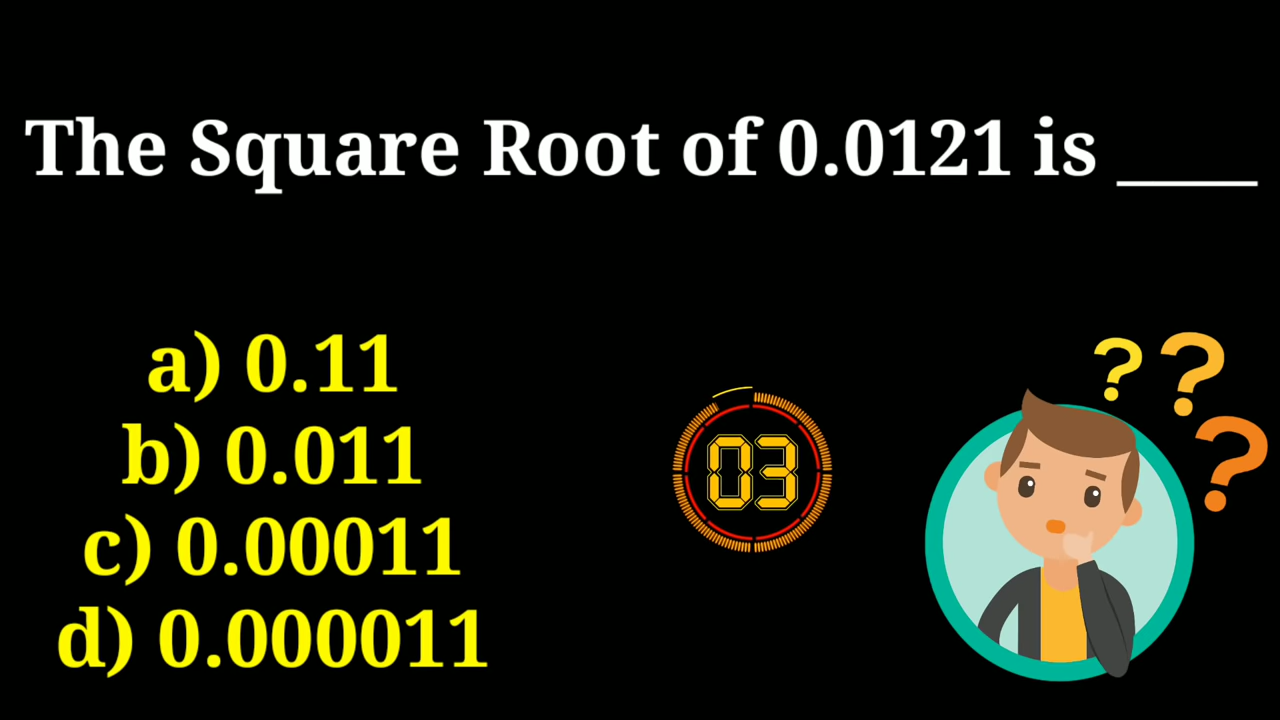 The Square Root of 0.0121 is ____
a) 0.11
b) 0.011
c) 0.00011
d) 0.000011
03
? ? ?